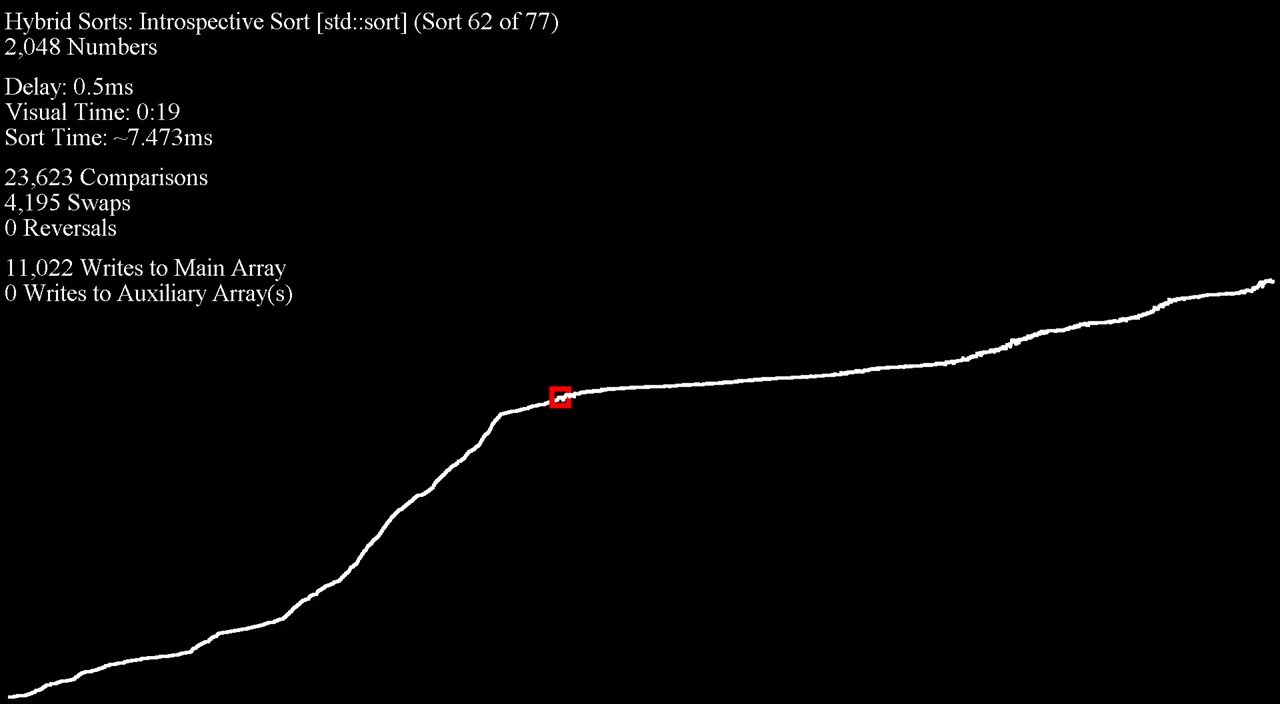 Hybrid Sorts: Introspective Sort [std::sort] (Sort 62 of 77)
2,048 Numbers
Delay: 0.5ms
Visual Time: 0:19
Sort Time: ~7.473ms
23,623 Comparisons
4,195 Swaps
0 Reversals
11,022 Writes to Main Array
0 Writes to Auxiliary Array(s)